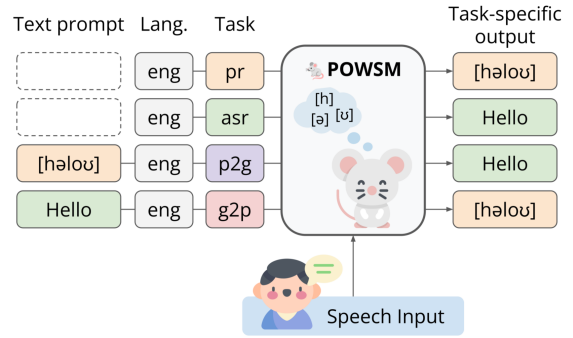 Text prompt Lang. Task Task-specific output
eng pr POWSM [həloʊ]
[h] [ə] [ʊ]
eng asr Hello
[həloʊ] eng p2g Hello
Hello eng g2p [həloʊ]
Speech Input